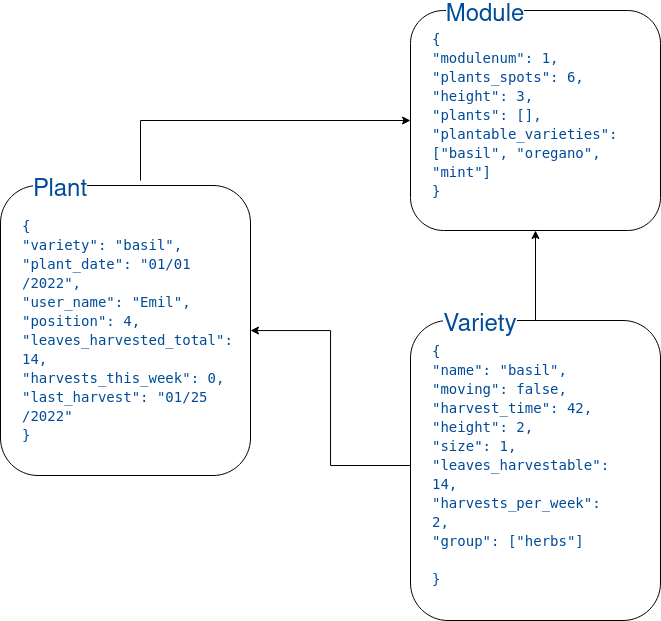 Module
{
"modulenum": 1,
"plants_spots": 6,
"height": 3,
"plants": [],
"plantable_varieties":
["basil", "oregano",
"mint"]
}
Plant
{
"variety": "basil",
"plant_date": "01/01
/2022",
"user_name": "Emil",
"position": 4,
"leaves_harvested_total":
14,
"harvests_this_week": 0,
"last_harvest": "01/25
/2022"
}
Variety
{
"name": "basil",
"moving": false,
"harvest_time": 42,
"height": 2,
"size": 1,
"leaves_harvestable":
14,
"harvests_per_week":
2,
"group": ["herbs"]
}